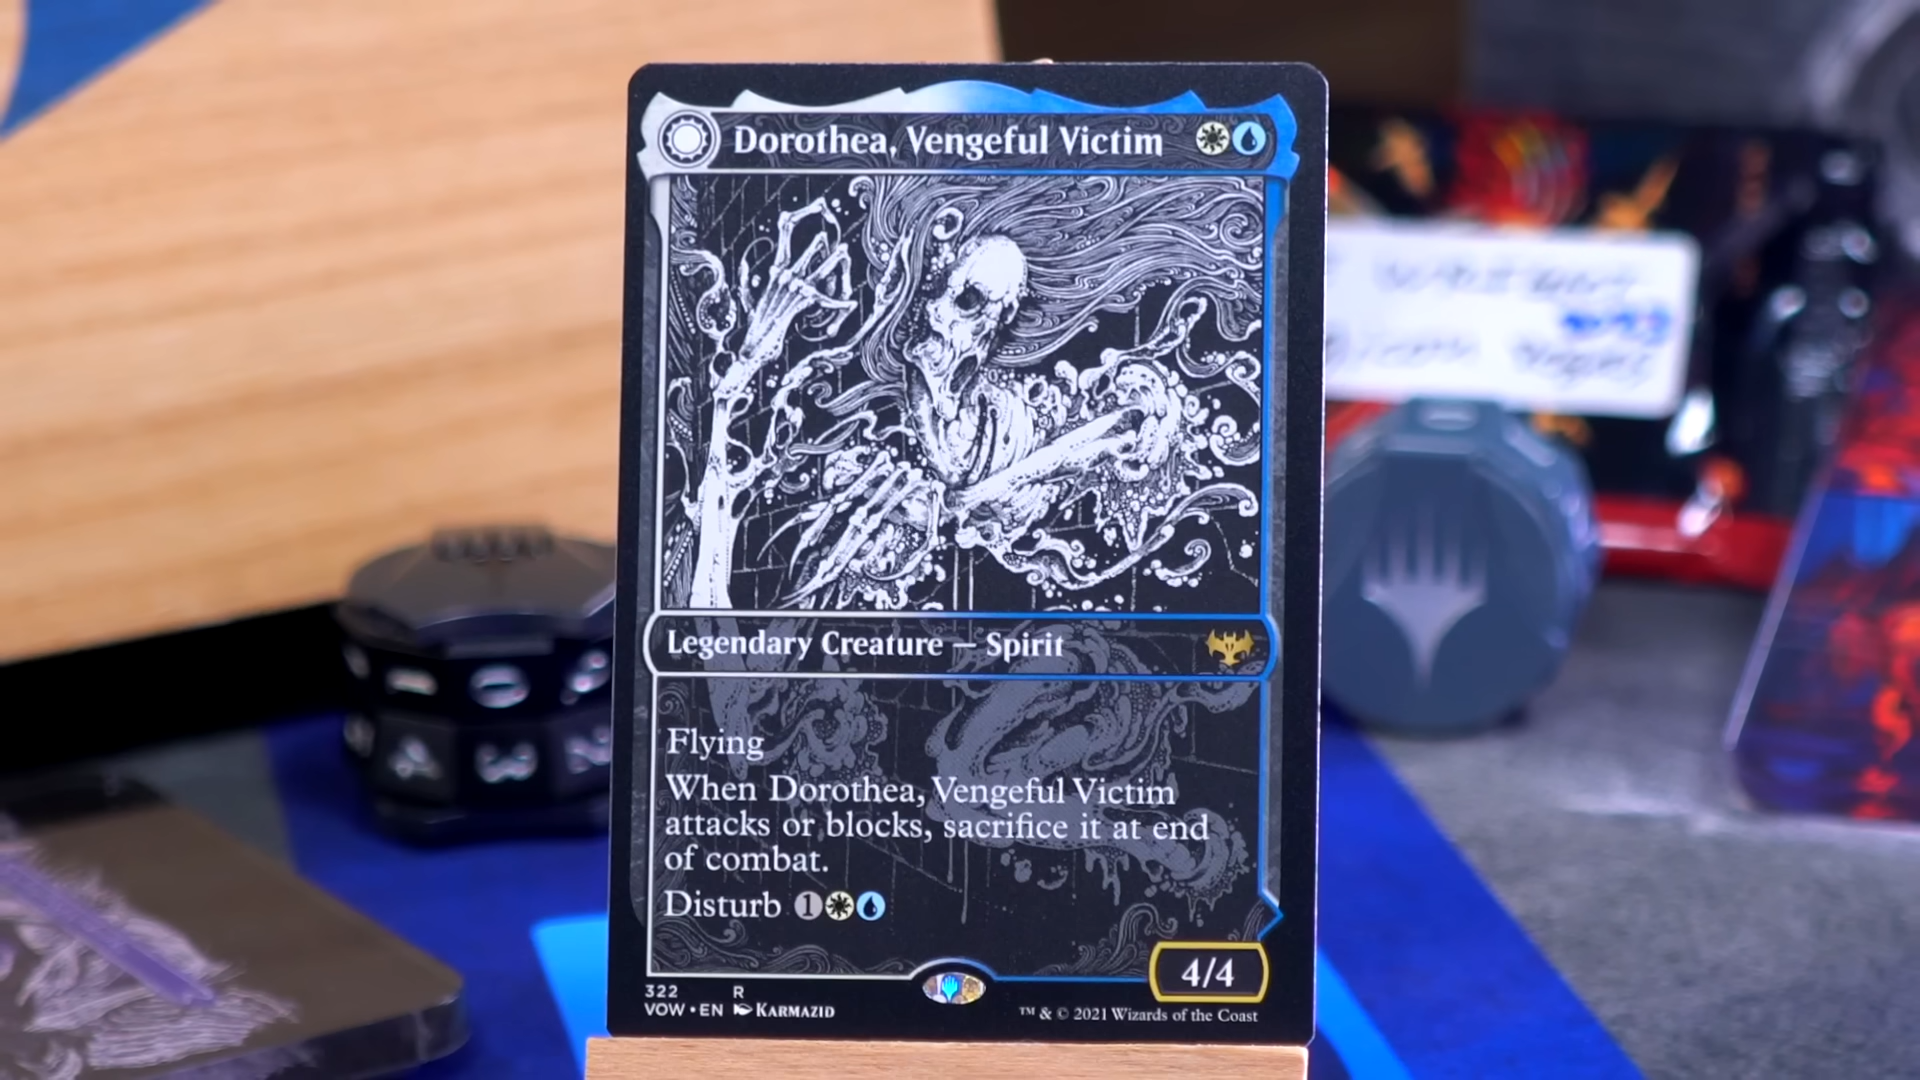 Dorothea, Vengeful Victim
Legendary Creature — Spirit
Flying
When Dorothea, Vengeful Victim
attacks or blocks, sacrifice it at end
of combat.
Disturb 1
4/4
322 R
VOW • EN KARMAZID
™ & © 2021 Wizards of the Coast